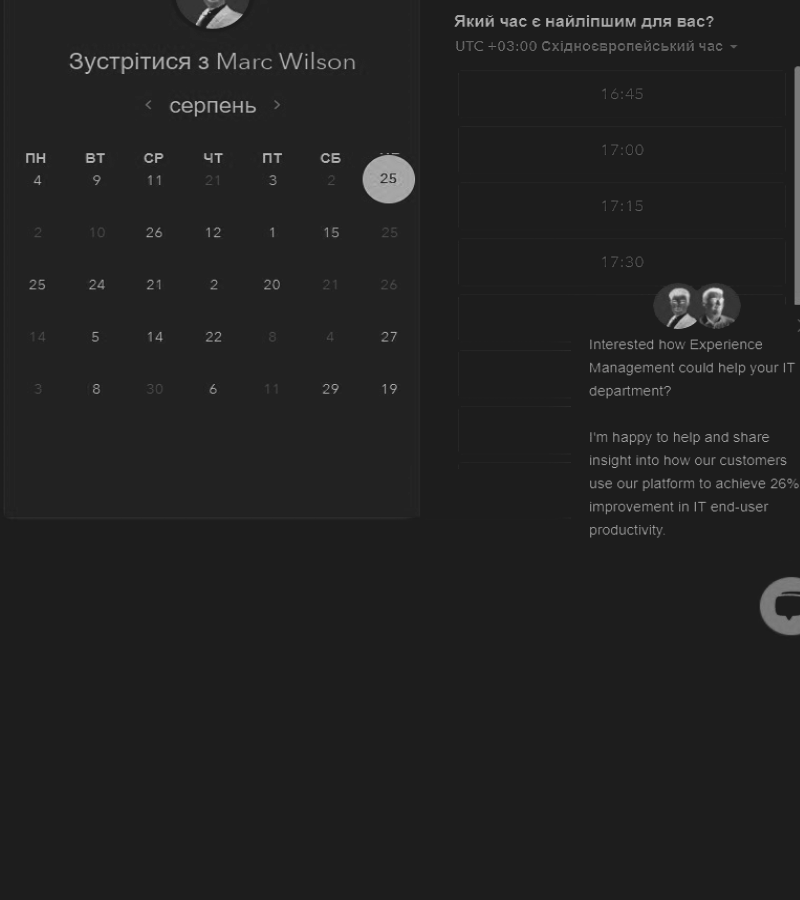 Зустрітися з Marc Wilson
серпень
ПН ВТ СР ЧТ ПТ СБ
4 9 11 21 3 2 25
2 10 26 12 1 15 25
25 24 21 2 20 21 26
14 5 14 22 8 4 27
3 8 30 6 11 29 19
Який час є найліпшим для вас?
UTC +03:00 Східноєвропейський час
16:45
17:00
17:15
17:30
Interested how Experience
Management could help your IT
department?
I'm happy to help and share
insight into how our customers
use our platform to achieve 26%
improvement in IT end-user
productivity.